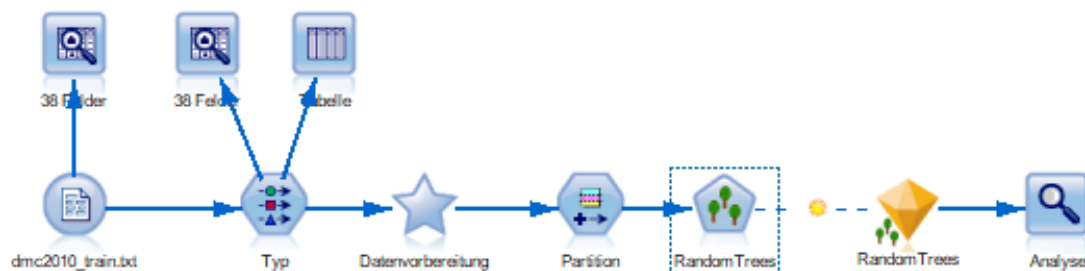 38 Felder
38 Felder
Tabelle
dmc2010_train.txt
Typ
Datenvorbereitung
Partition
RandomTrees
RandomTrees
Analyse